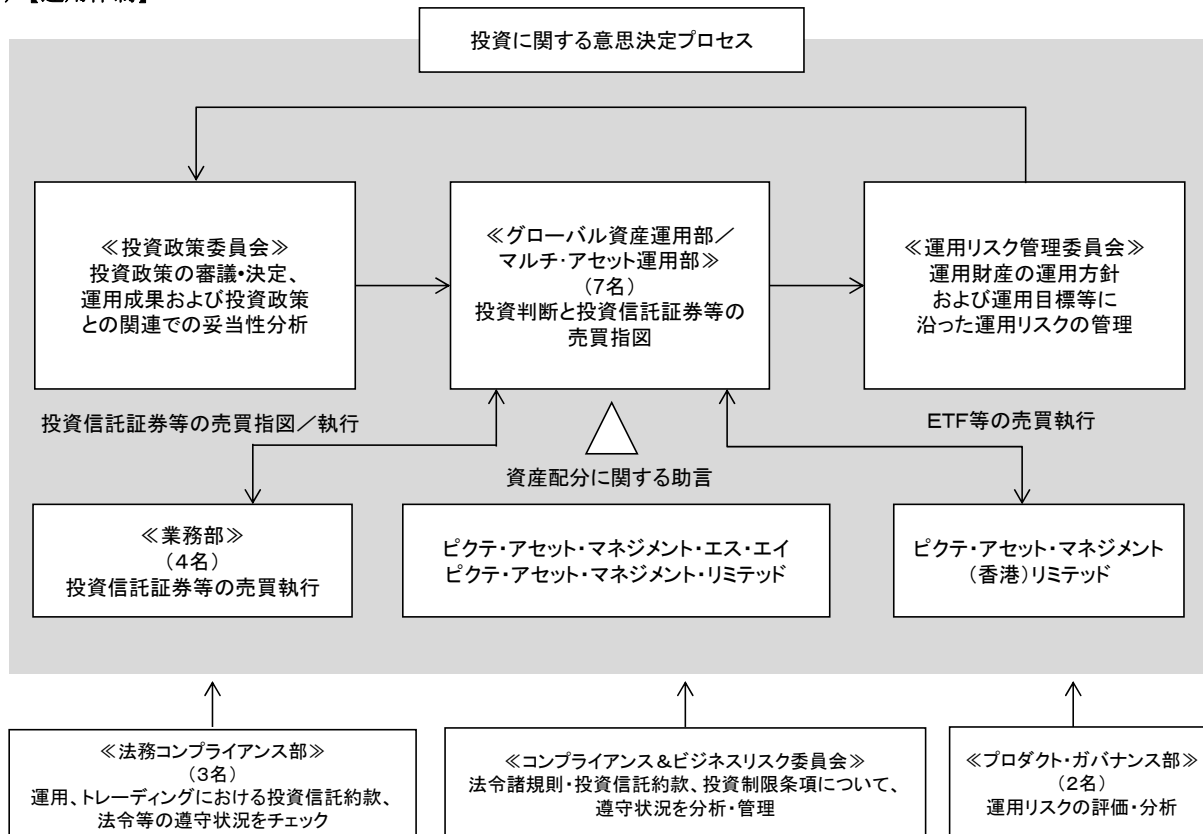 【運用体制】
投資に関する意思決定プロセス
≪投資政策委員会≫
投資政策の審議・決定、
運用成果および投資政策
との関連での妥当性分析
≪グローバル資産運用部／
マルチ・アセット運用部≫
（7名）
投資判断と投資信託証券等の
売買指図
≪運用リスク管理委員会≫
運用財産の運用方針
および運用目標等に
沿った運用リスクの管理
投資信託証券等の売買指図／執行
ETF等の売買執行
資産配分に関する助言
≪業務部≫
（4名）
投資信託証券等の売買執行
ピクテ・アセット・マネジメント・エス・エイ
ピクテ・アセット・マネジメント・リミテッド
ピクテ・アセット・マネジメント
（香港）リミテッド
≪法務コンプライアンス部≫
（3名）
運用、トレーディングにおける投資信託約款、
法令等の遵守状況をチェック
≪コンプライアンス＆ビジネスリスク委員会≫
法令諸規則・投資信託約款、投資制限条項について、
遵守状況を分析・管理
≪プロダクト・ガバナンス部≫
（2名）
運用リスクの評価・分析